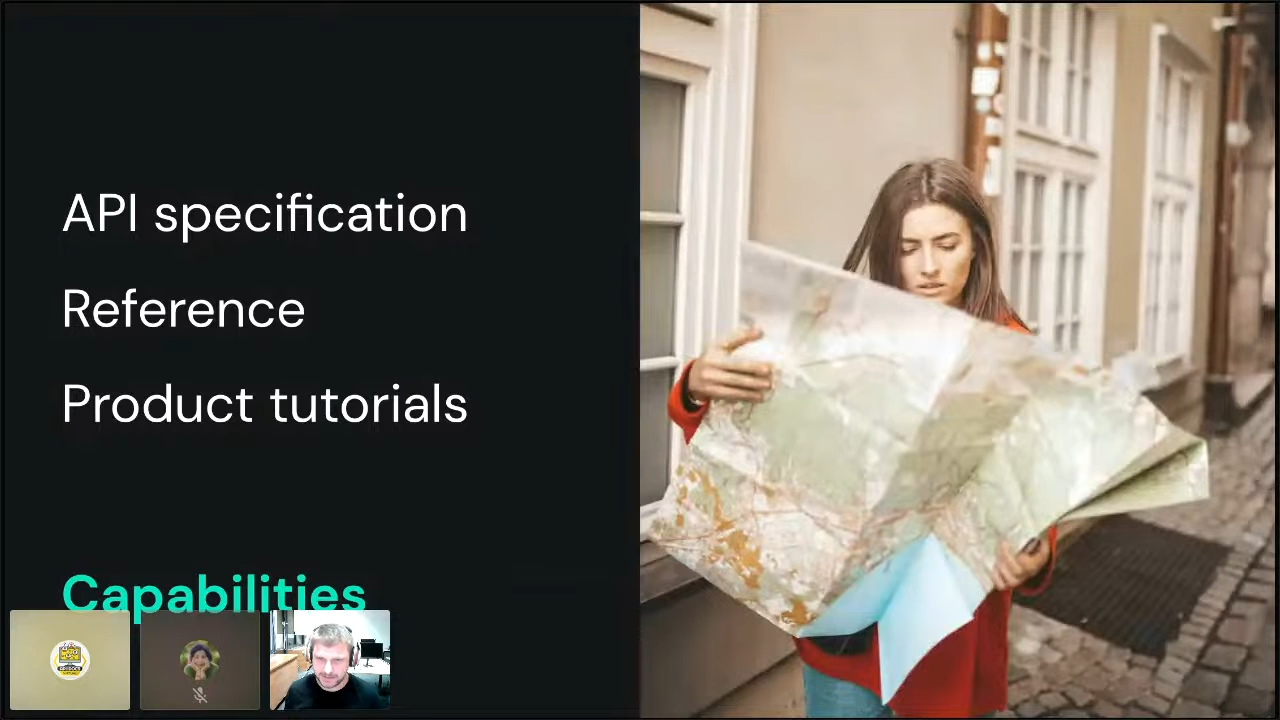 API specification
Reference
Product tutorials
Capabilities